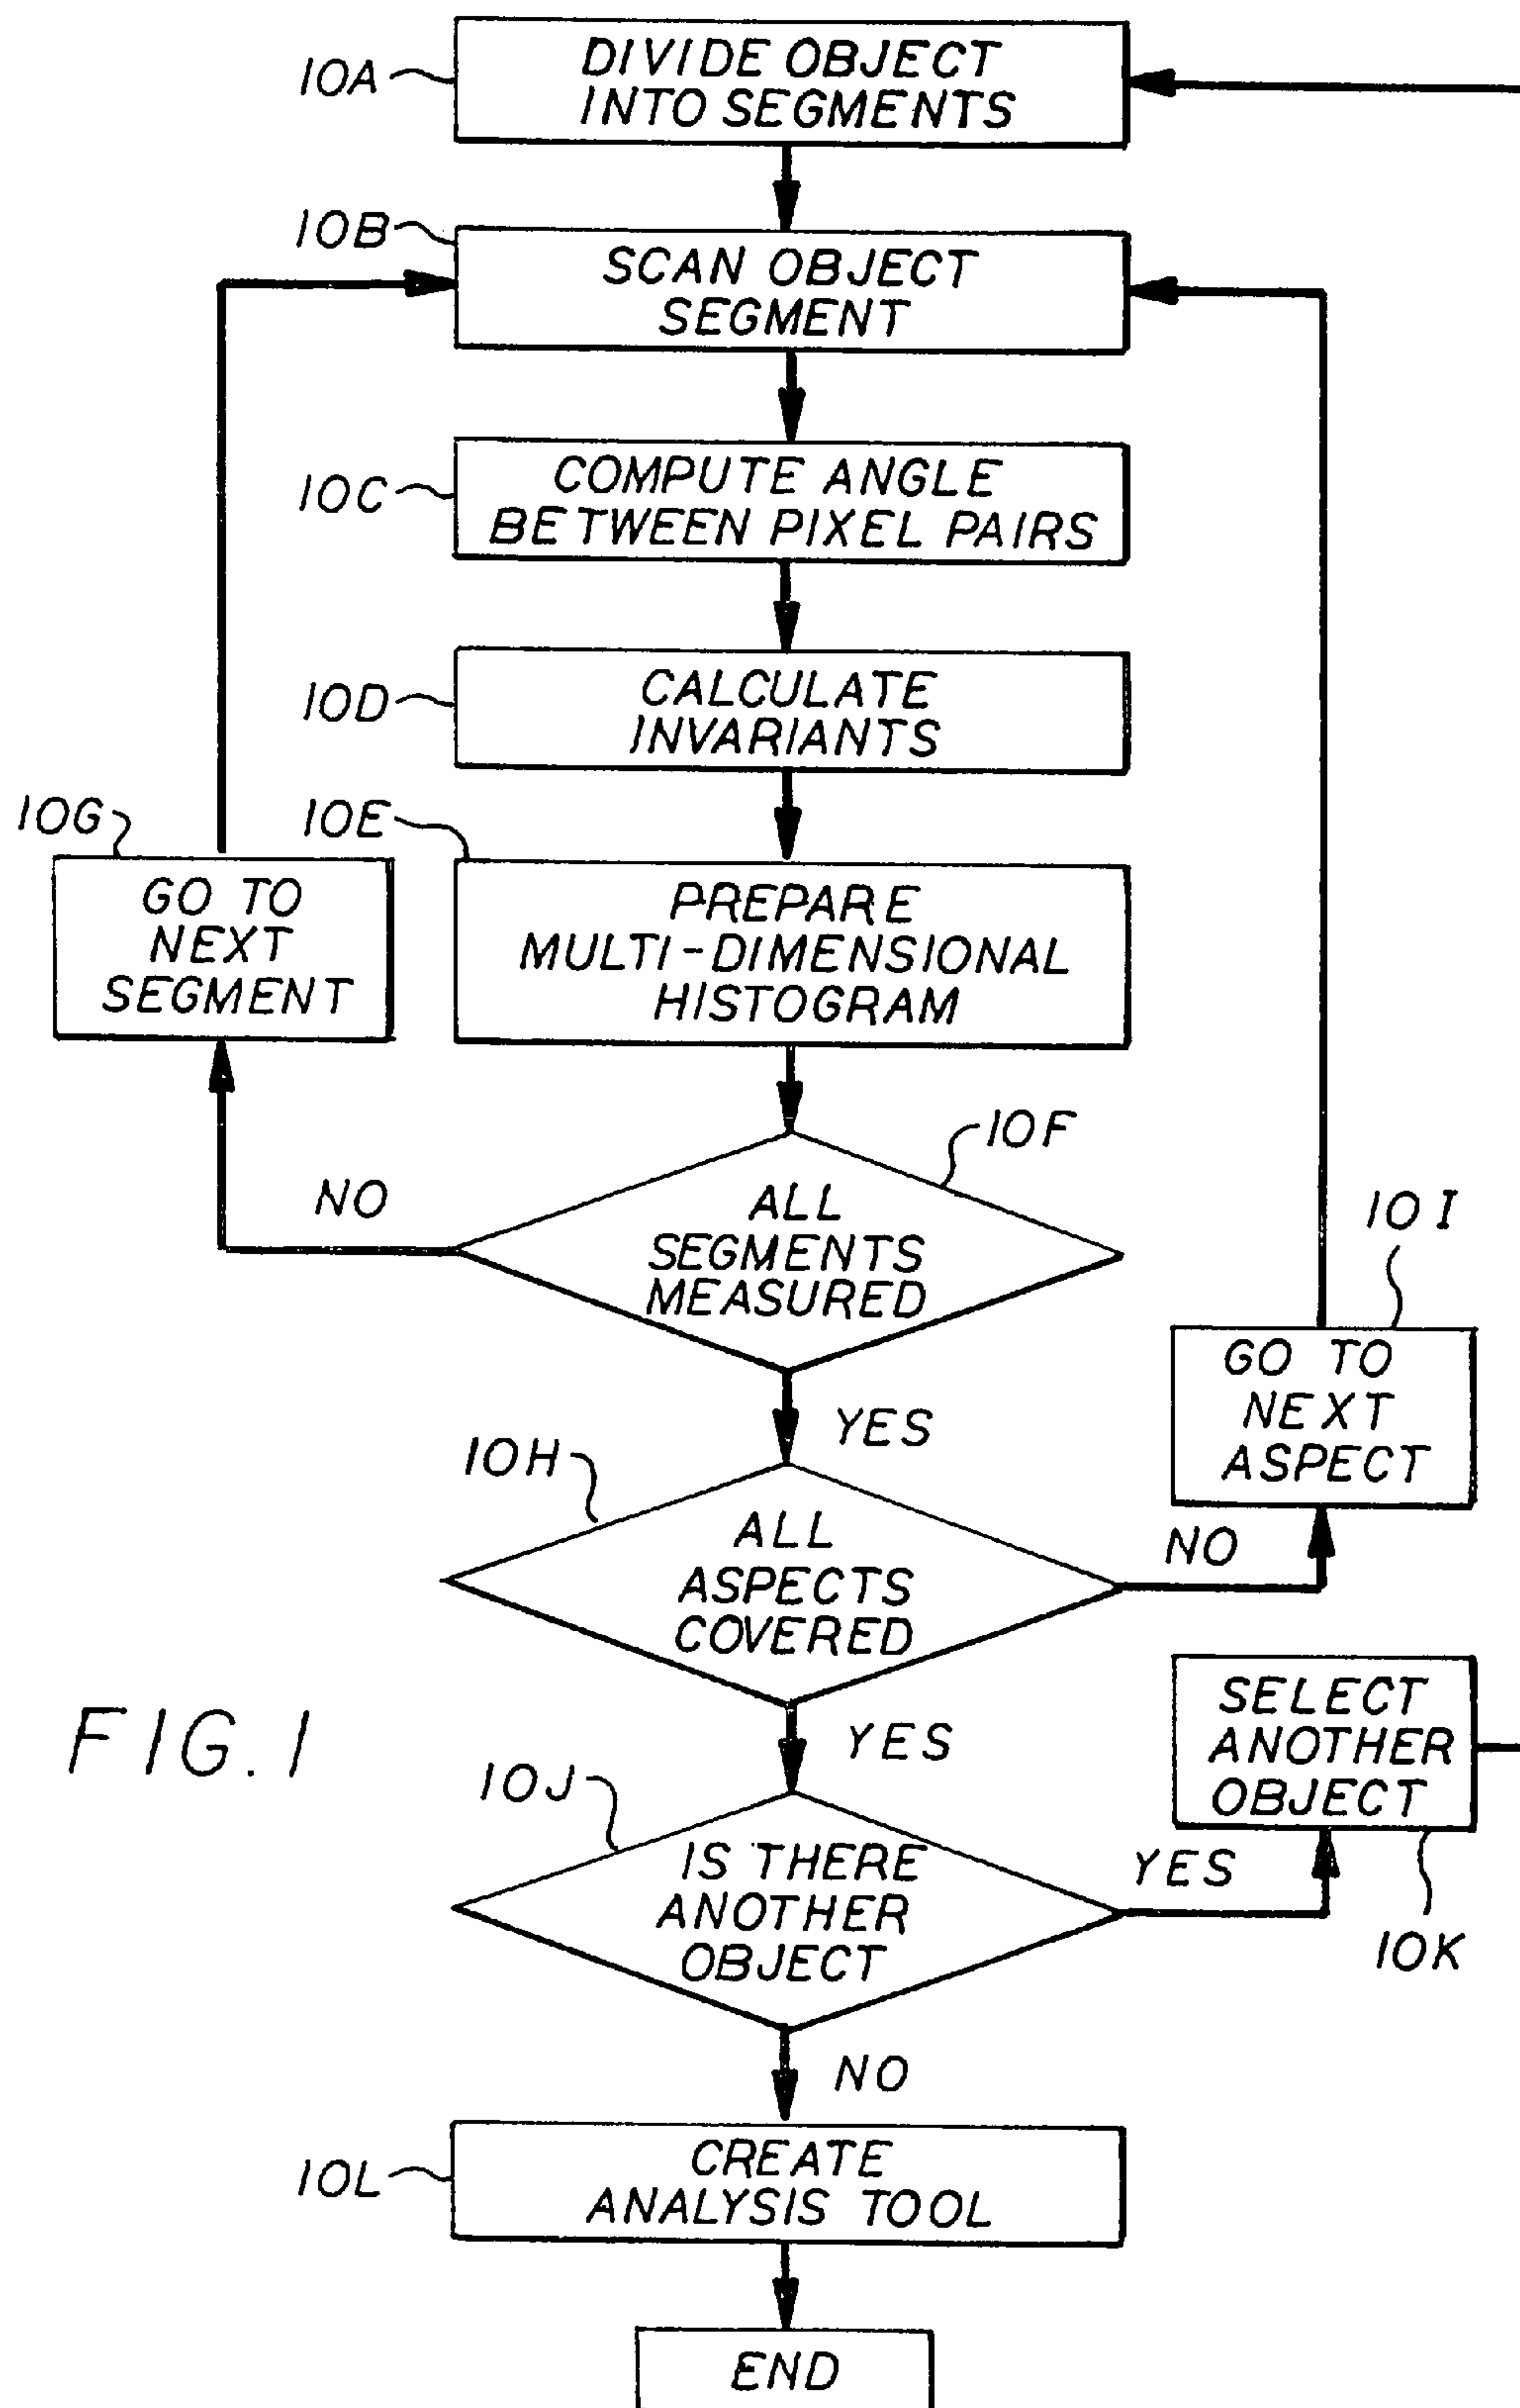 10A
DIVIDE OBJECT
INTO SEGMENTS
10B
SCAN OBJECT
SEGMENT
10C
COMPUTE ANGLE
BETWEEN PIXEL PAIRS
10D
CALCULATE
INVARIANTS
10G
GO TO
NEXT
SEGMENT
10E
PREPARE
MULTI-DIMENSIONAL
HISTOGRAM
10F
ALL
SEGMENTS
MEASURED
NO
YES
10I
GO TO
NEXT
ASPECT
10H
ALL
ASPECTS
COVERED
NO
YES
FIG. 1
SELECT
ANOTHER
OBJECT
10K
10J
IS THERE
ANOTHER
OBJECT
YES
NO
10L
CREATE
ANALYSIS TOOL
END